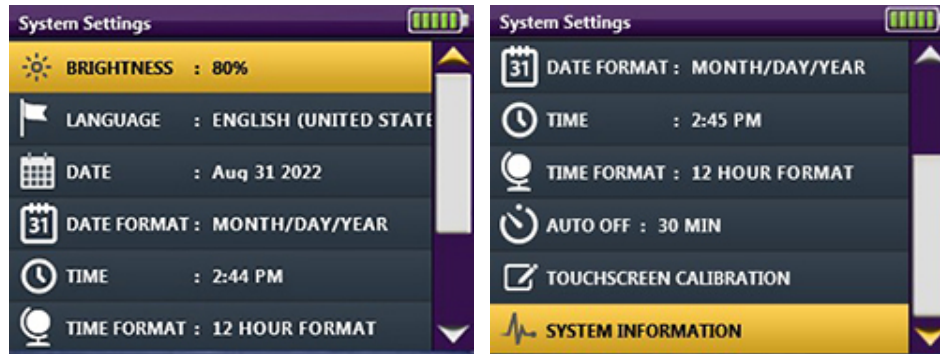 System Settings
BRIGHTNESS : 80%
LANGUAGE : ENGLISH (UNITED STATE
DATE : Aug 31 2022
31 DATE FORMAT : MONTH/DAY/YEAR
TIME : 2:44 PM
TIME FORMAT : 12 HOUR FORMAT
System Settings
31 DATE FORMAT : MONTH/DAY/YEAR
TIME : 2:45 PM
TIME FORMAT : 12 HOUR FORMAT
AUTO OFF : 30 MIN
TOUCHSCREEN CALIBRATION
SYSTEM INFORMATION